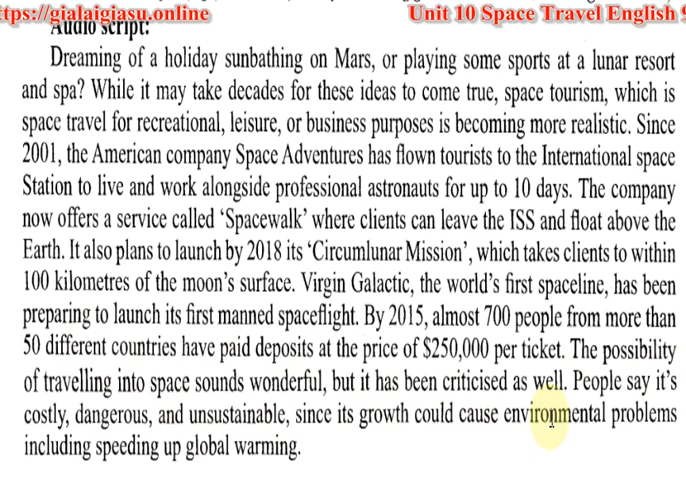 ttps://gialaigiasu.online
Unit 10 Space Travel English 9
Audio script:
Dreaming of a holiday sunbathing on Mars, or playing some sports at a lunar resort
and spa? While it may take decades for these ideas to come true, space tourism, which is
space travel for recreational, leisure, or business purposes is becoming more realistic. Since
2001, the American company Space Adventures has flown tourists to the International space
Station to live and work alongside professional astronauts for up to 10 days. The company
now offers a service called ‘Spacewalk’ where clients can leave the ISS and float above the
Earth. It also plans to launch by 2018 its ‘Circumlunar Mission’, which takes clients to within
100 kilometres of the moon’s surface. Virgin Galactic, the world’s first spaceline, has been
preparing to launch its first manned spaceflight. By 2015, almost 700 people from more than
50 different countries have paid deposits at the price of $250,000 per ticket. The possibility
of travelling into space sounds wonderful, but it has been criticised as well. People say it’s
costly, dangerous, and unsustainable, since its growth could cause environmental problems
including speeding up global warming.